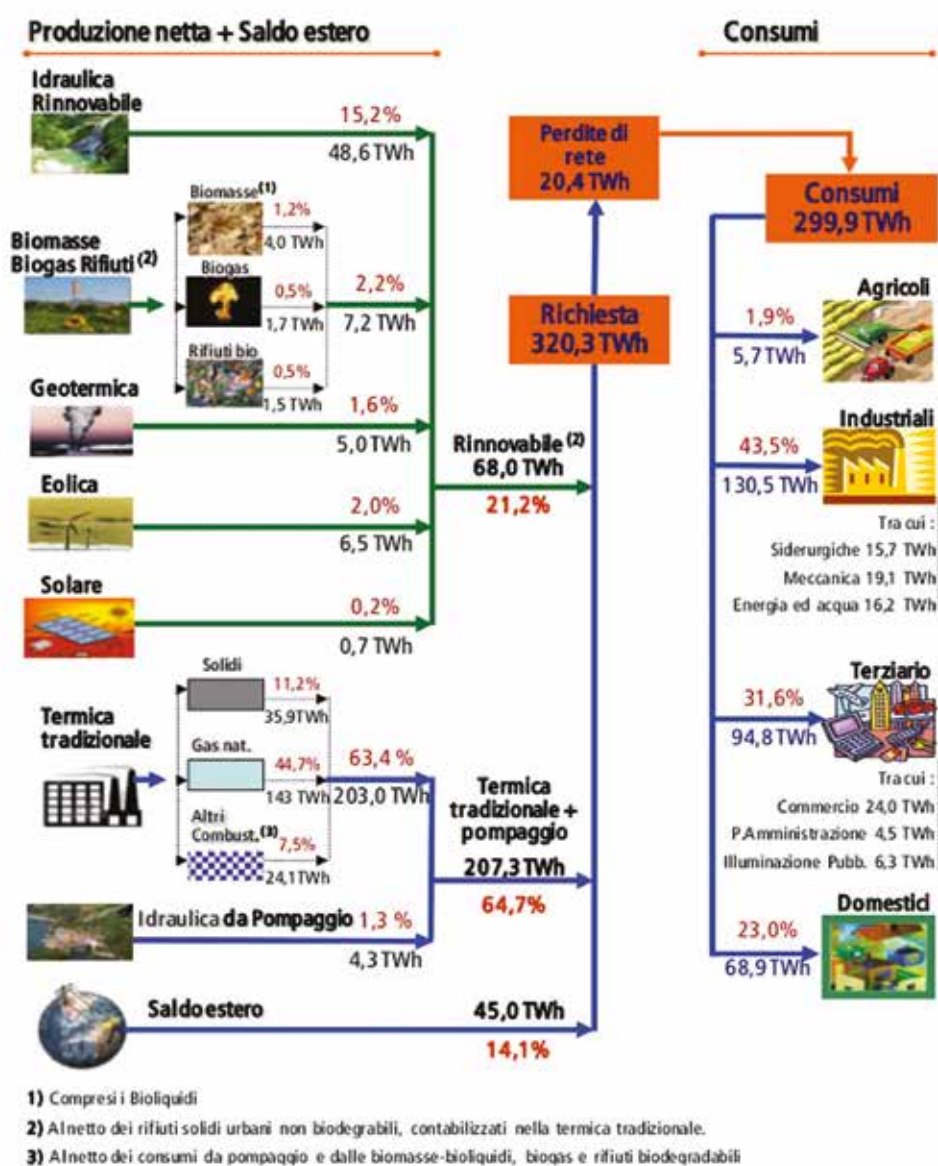 Produzione netta + Saldo estero
Idraulica
Rinnovabile
15,2%
48,6 TWh
Biomasse
Biogas Rifiuti (2)
Biomasse(1)
1,2%
4,0 TWh
Biogas
0,5%
1,7 TWh
Rifiuti bio
0,5%
1,5 TWh
2,2%
7,2 TWh
Geotermica
1,6%
5,0 TWh
Eolica
2,0%
6,5 TWh
Solare
0,2%
0,7 TWh
Rinnovabile (2)
68,0 TWh
21,2%
Termica
tradizionale
Solidi
11,2%
35,9TWh
Gas nat.
44,7%
143 TWh
Altri
Combust.(3)
7,5%
24,1TWh
63,4 %
203,0TWh
Idraulica da Pompaggio
1,3 %
4,3 TWh
Termica
tradizionale +
pompaggio
207,3 TWh
64,7%
Saldo estero
45,0 TWh
14,1%
Richiesta
320,3 TWh
Perdite di
rete
20,4 TWh
Consumi
Consumi
299,9 TWh
Agricoli
1,9%
5,7 TWh
Industriali
43,5%
130,5 TWh
Tra cui :
Siderurgiche 15,7 TWh
Meccanica 19,1 TWh
Energia ed acqua 16,2 TWh
Terziario
31,6%
94,8 TWh
Tra cui :
Commercio 24,0 TWh
P.Amministrazione 4,5 TWh
Illuminazione Pubb. 6,3 TWh
Domestici
23,0%
68,9 TWh
1) Compresi i Bioliquidi
2) Al netto dei rifiuti solidi urbani non biodegrabili, contabilizzati nella termica tradizionale.
3) Al netto dei consumi da pompaggio e dalle biomasse-bioliquidi, biogas e rifiuti biodegradabili